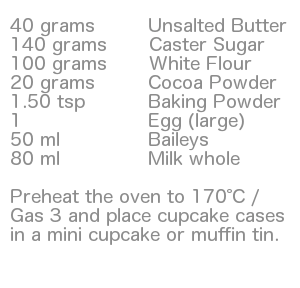 40 grams Unsalted Butter
140 grams Caster Sugar
100 grams White Flour
20 grams Cocoa Powder
1.50 tsp Baking Powder
1 Egg (large)
50 ml Baileys
80 ml Milk whole
Preheat the oven to 170°C /
Gas 3 and place cupcake cases
in a mini cupcake or muffin tin.